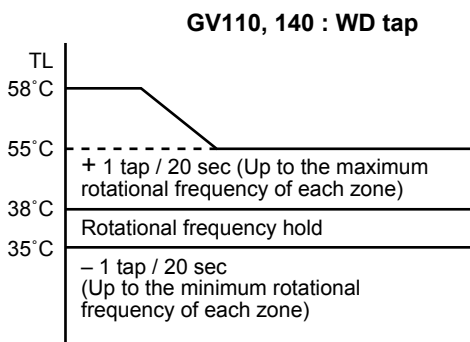 GV110, 140 : WD tap
TL
58˚C
55˚C
+ 1 tap / 20 sec (Up to the maximum
rotational frequency of each zone)
38˚C
Rotational frequency hold
35˚C
– 1 tap / 20 sec
(Up to the minimum rotational
frequency of each zone)